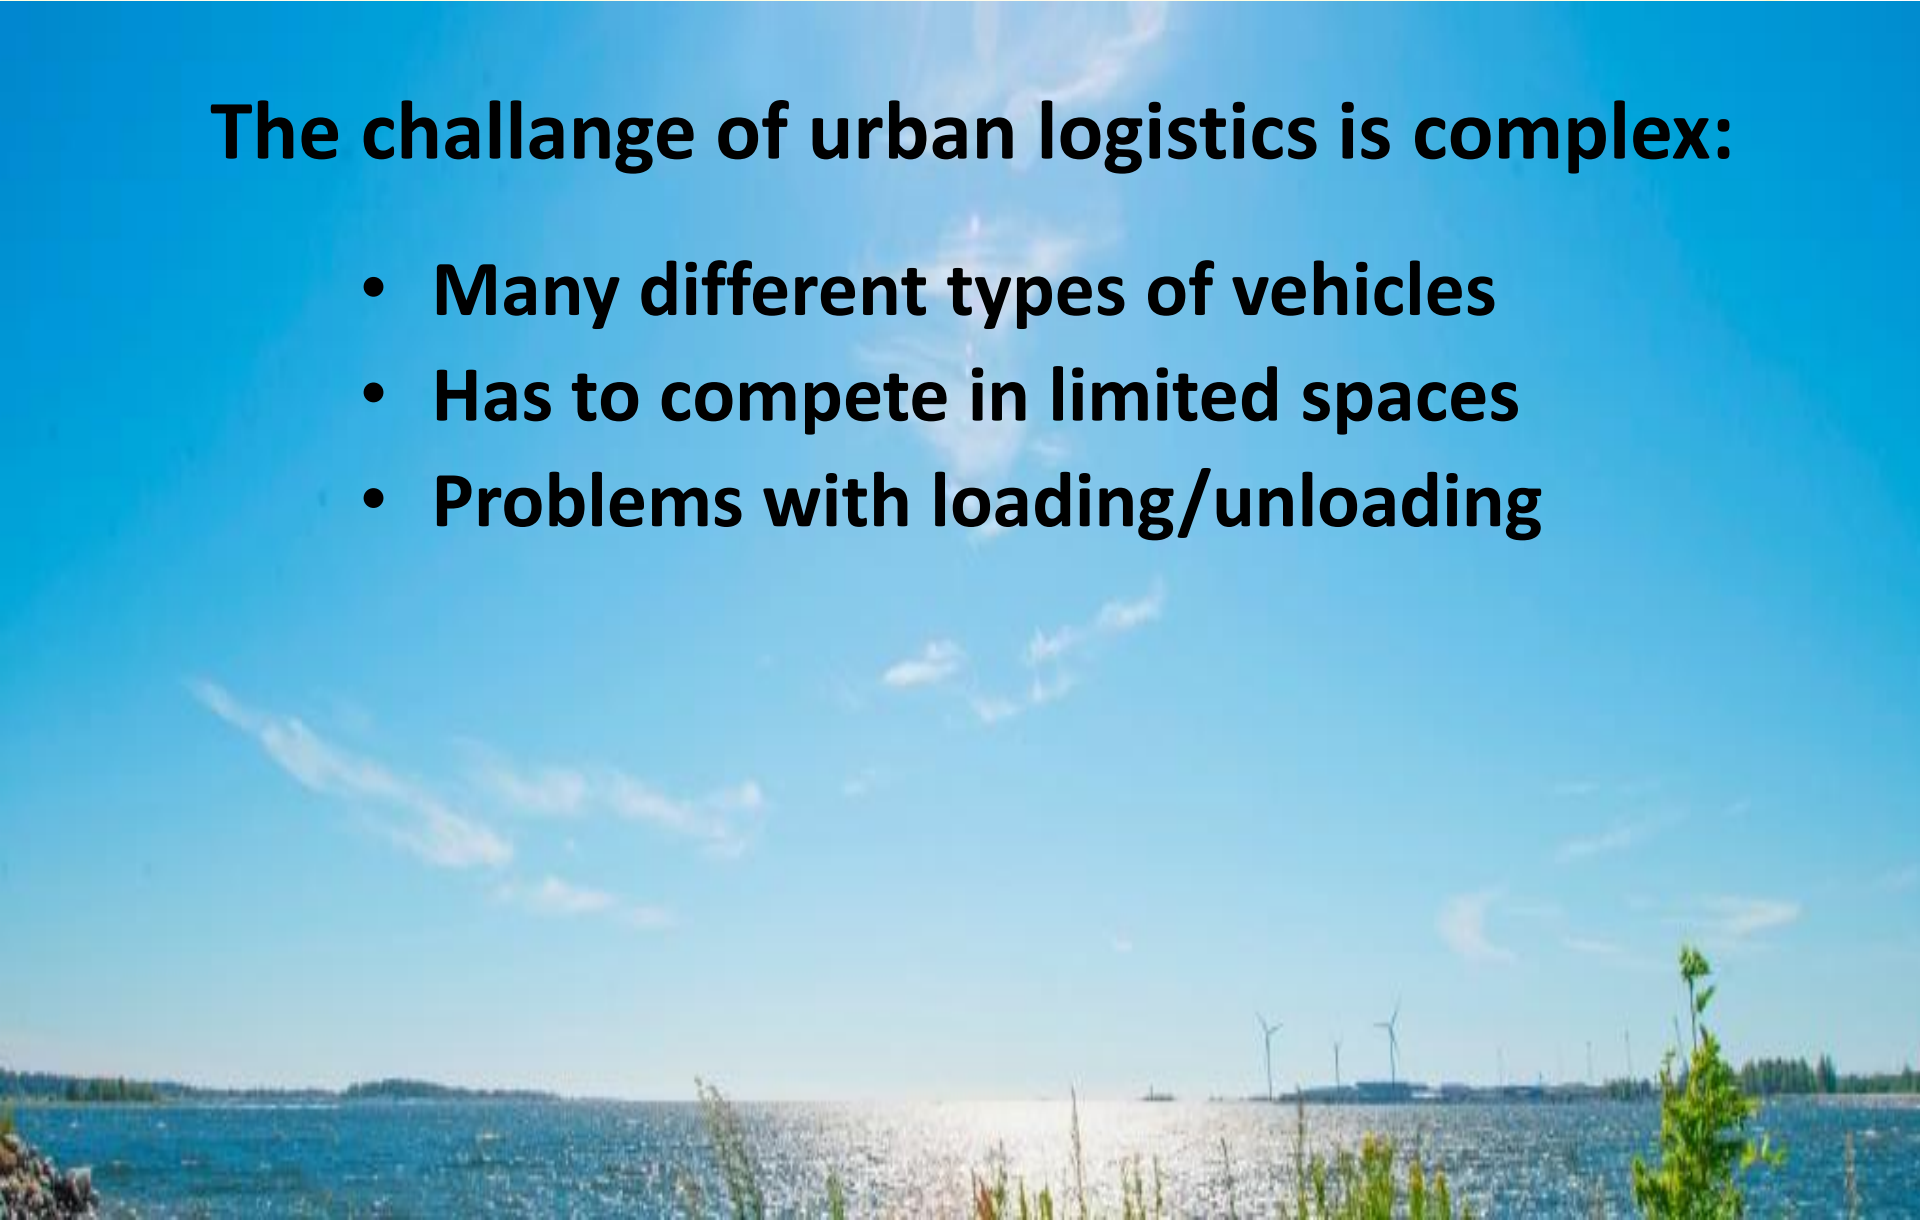 The challange of urban logistics is complex:
• Many different types of vehicles
• Has to compete in limited spaces
• Problems with loading/unloading